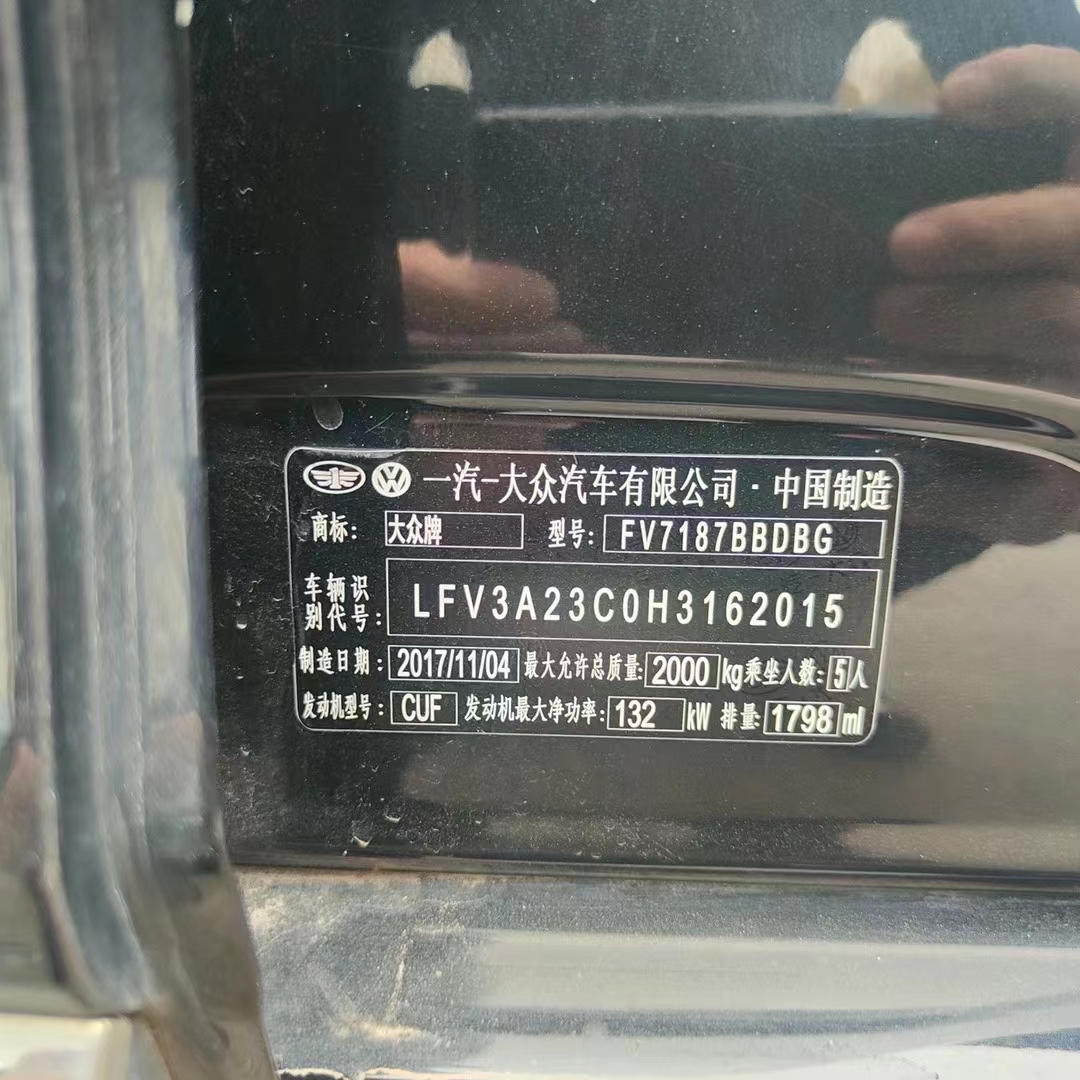 一汽-大众汽车有限公司·中国制造
商标: 大众牌 型号: FV7187BBDBG
车辆识别代号: LFV3A23C0H3162015
制造日期: 2017/11/04 最大允许总质量: 2000 kg 乘坐人数: 5人
发动机型号: CUF 发动机最大净功率: 132 kW 排量: 1798 ml